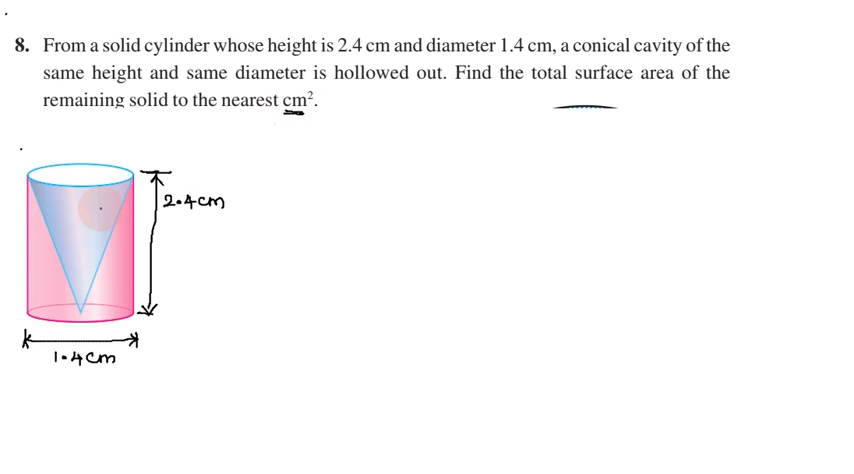 8. From a solid cylinder whose height is 2.4 cm and diameter 1.4 cm, a conical cavity of the
same height and same diameter is hollowed out. Find the total surface area of the
remaining solid to the nearest cm².
2.4cm
1.4cm